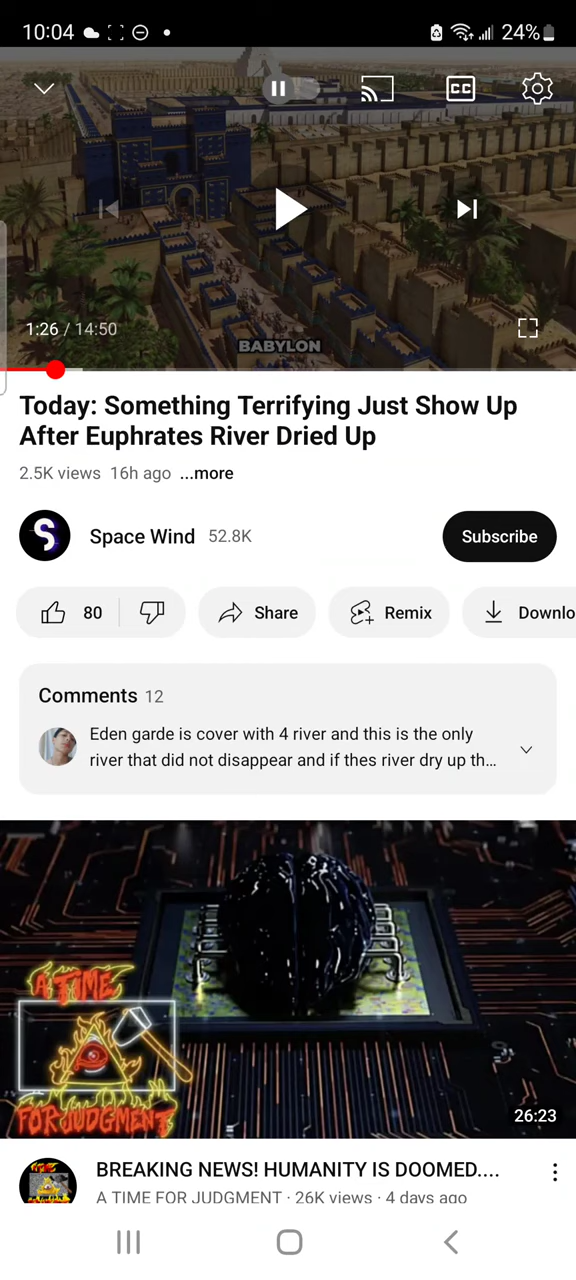 10:04
24%
CC
1:26 / 14:50
BABYLON
Today: Something Terrifying Just Show Up
After Euphrates River Dried Up
2.5K views 16h ago ...more
Space Wind 52.8K
Subscribe
80
Share
Remix
Downlo
Comments 12
Eden garde is cover with 4 river and this is the only
river that did not disappear and if thes river dry up th...
A TIME
FOR JUDGMENT
26:23
BREAKING NEWS! HUMANITY IS DOOMED....
A TIME FOR JUDGMENT · 26K views · 4 days ago